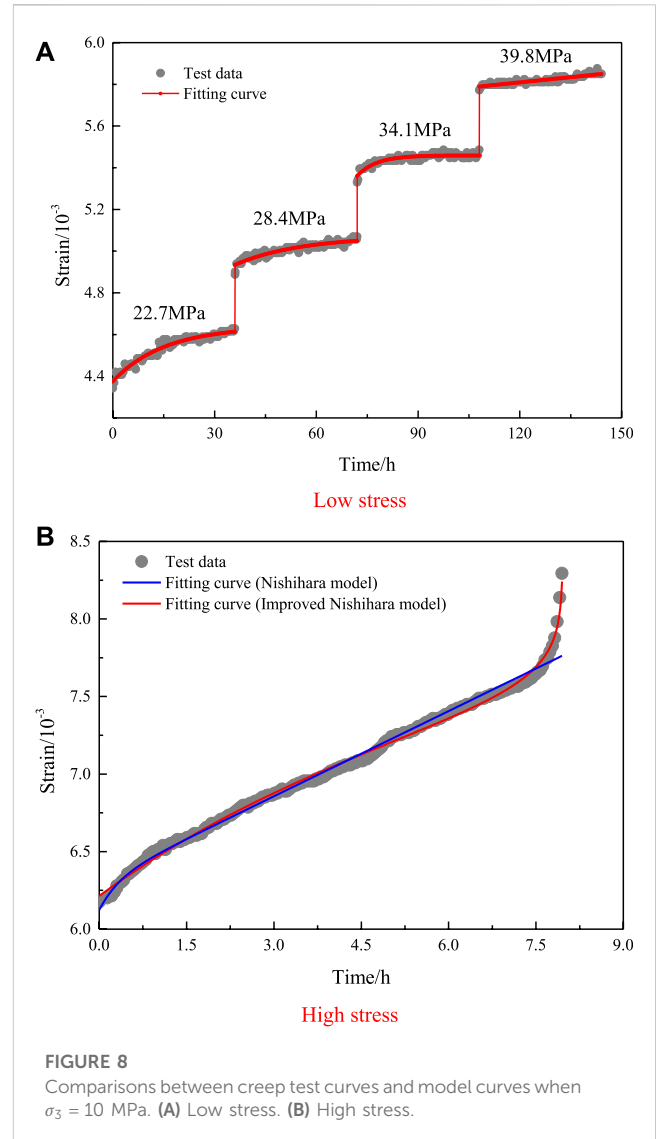 A
6.0
5.6
5.2
4.8
4.4
Strain/10⁻³
Test data
Fitting curve
22.7MPa
28.4MPa
34.1MPa
39.8MPa
0
30
60
90
120
150
Time/h
Low stress
B
8.5
8.0
7.5
7.0
6.5
6.0
Strain/10⁻³
Test data
Fitting curve (Nishihara model)
Fitting curve (Improved Nishihara model)
0.0
1.5
3.0
4.5
6.0
7.5
9.0
Time/h
High stress
FIGURE 8
Comparisons between creep test curves and model curves when
σ₃ = 10 MPa. (A) Low stress. (B) High stress.